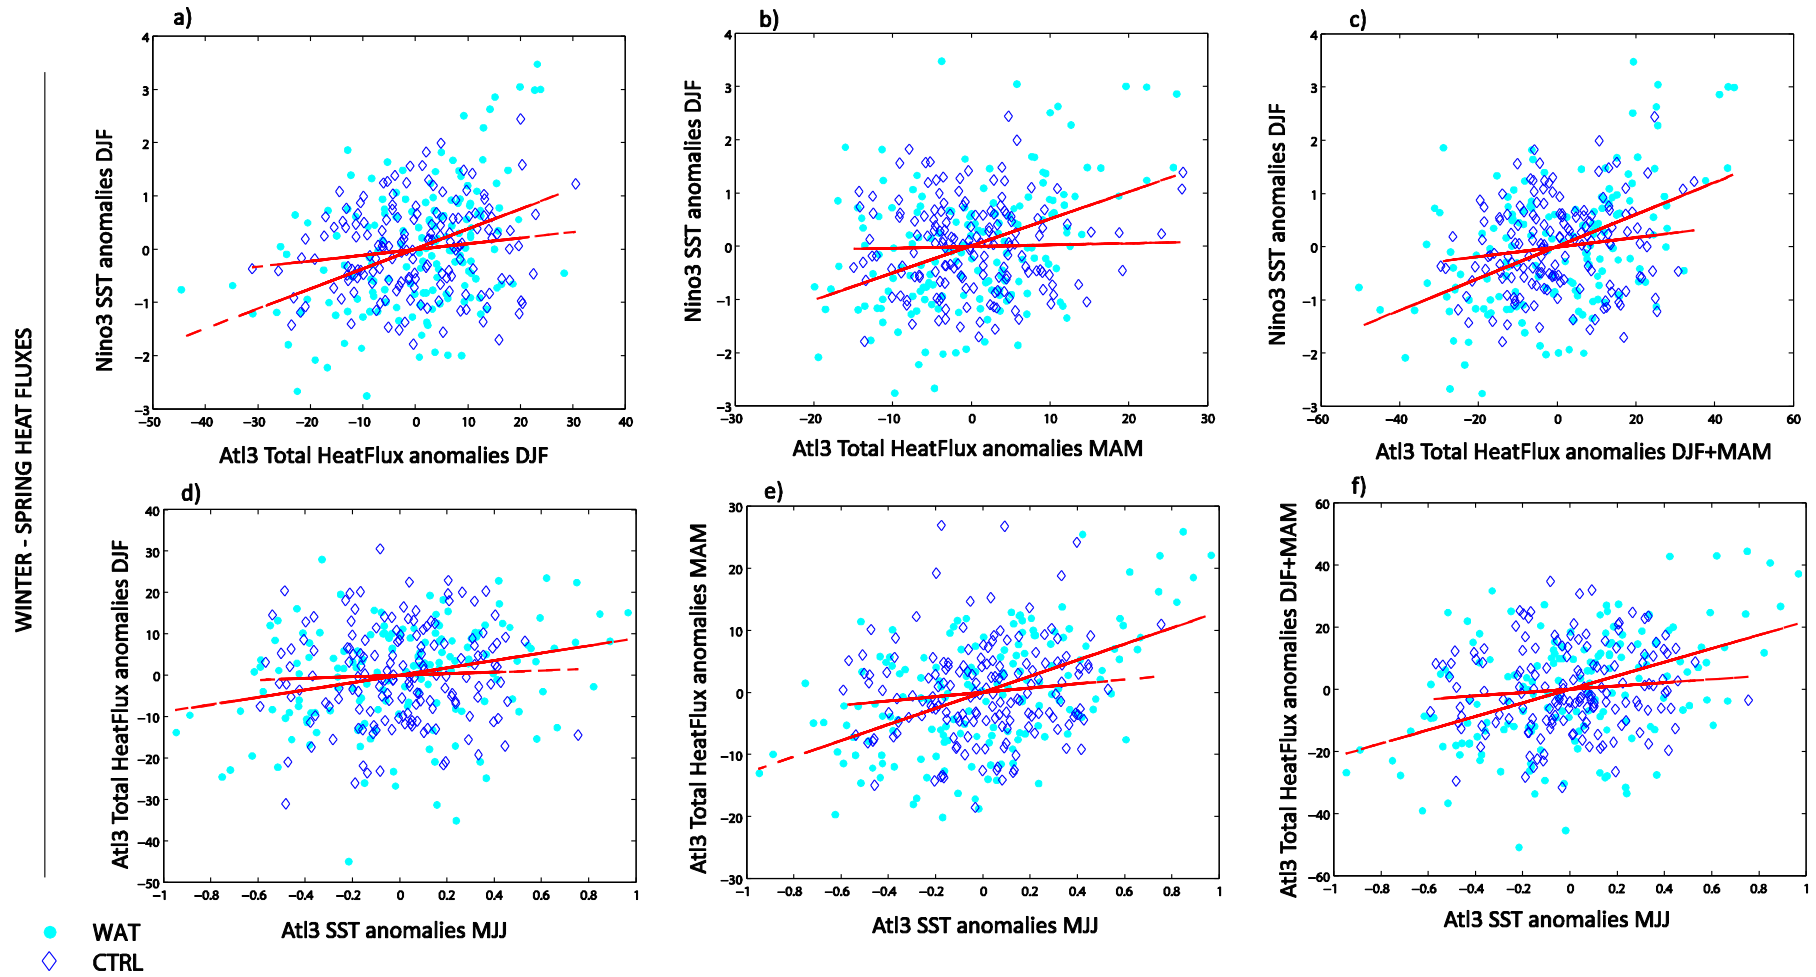 WINTER - SPRING HEAT FLUXES
a)
4
3
2
1
0
−1
−2
−3
−50 −40 −30 −20 −10 0 10 20 30 40
Nino3 SST anomalies DJF
Atl3 Total HeatFlux anomalies DJF
b)
4
3
2
1
0
−1
−2
−3
−30 −20 −10 0 10 20 30
Nino3 SST anomalies DJF
Atl3 Total HeatFlux anomalies MAM
c)
4
3
2
1
0
−1
−2
−3
−60 −40 −20 0 20 40 60
Nino3 SST anomalies DJF
Atl3 Total HeatFlux anomalies DJF+MAM
d)
40
30
20
10
0
−10
−20
−30
−40
−50
−1 −0.8 −0.6 −0.4 −0.2 0 0.2 0.4 0.6 0.8 1
Atl3 Total HeatFlux anomalies DJF
Atl3 SST anomalies MJJ
e)
30
20
10
0
−10
−20
−30
−1 −0.8 −0.6 −0.4 −0.2 0 0.2 0.4 0.6 0.8 1
Atl3 Total HeatFlux anomalies MAM
Atl3 SST anomalies MJJ
f)
60
40
20
0
−20
−40
−60
−1 −0.8 −0.6 −0.4 −0.2 0 0.2 0.4 0.6 0.8 1
Atl3 Total HeatFlux anomalies DJF+MAM
Atl3 SST anomalies MJJ
WAT
CTRL